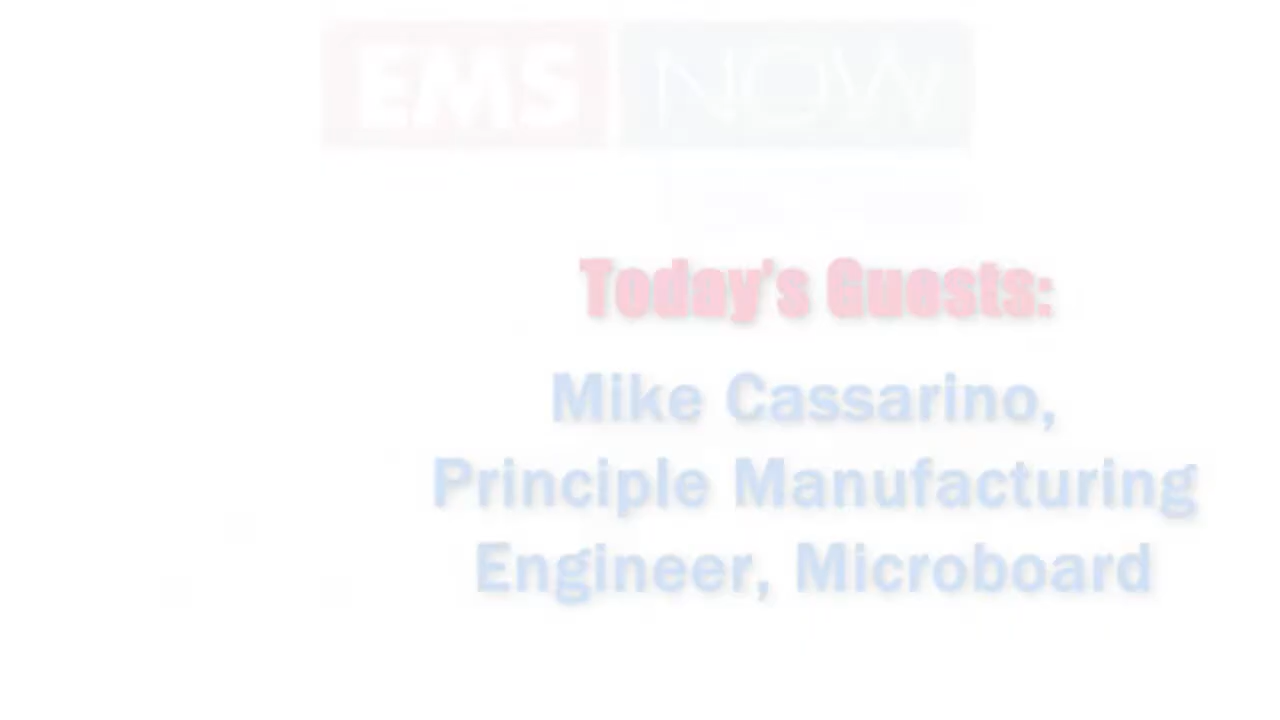 EMS NOW
Today's Guests:
Mike Cassarino,
Principle Manufacturing
Engineer, Microboard